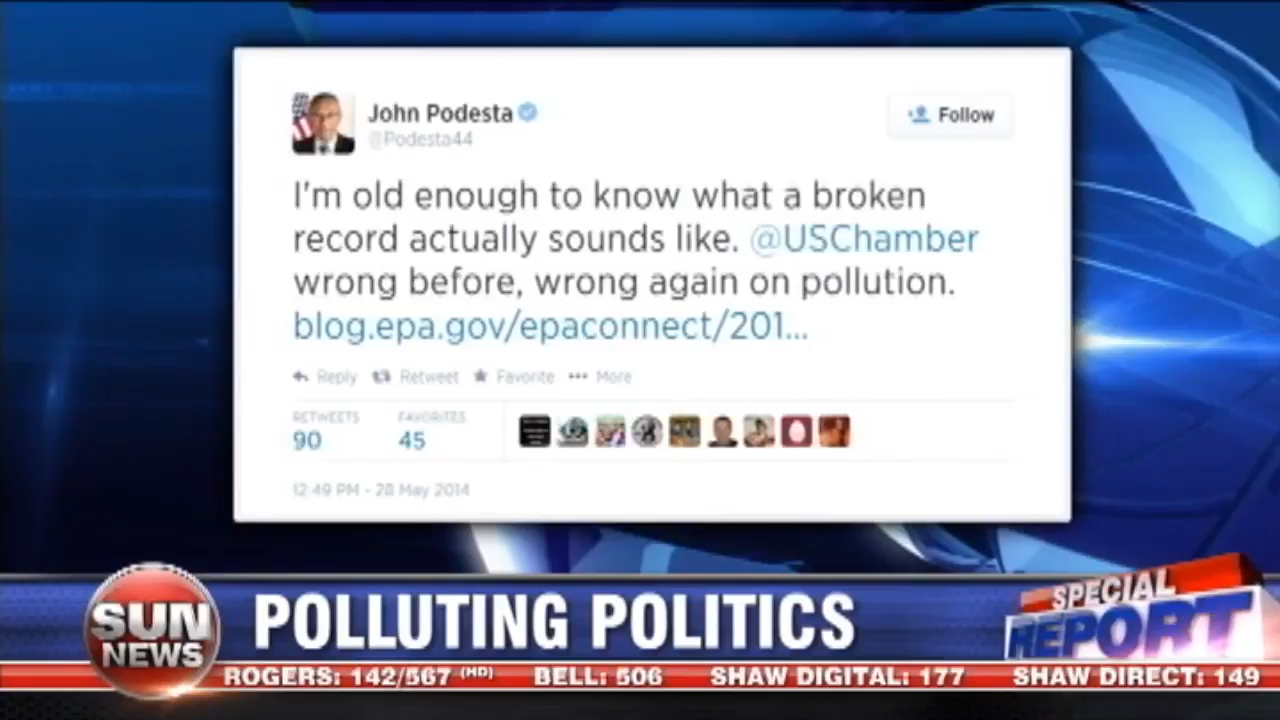 John Podesta
@Podesta44
Follow
I'm old enough to know what a broken
record actually sounds like. @USChamber
wrong before, wrong again on pollution.
blog.epa.gov/epaconnect/201...
Reply Retweet Favorite More
RETWEETS FAVORITES
90 45
12:49 PM - 28 May 2014
SUN
NEWS
POLLUTING POLITICS
SPECIAL
REPORT
ROGERS: 142/567 (HD) BELL: 506 SHAW DIGITAL: 177 SHAW DIRECT: 149